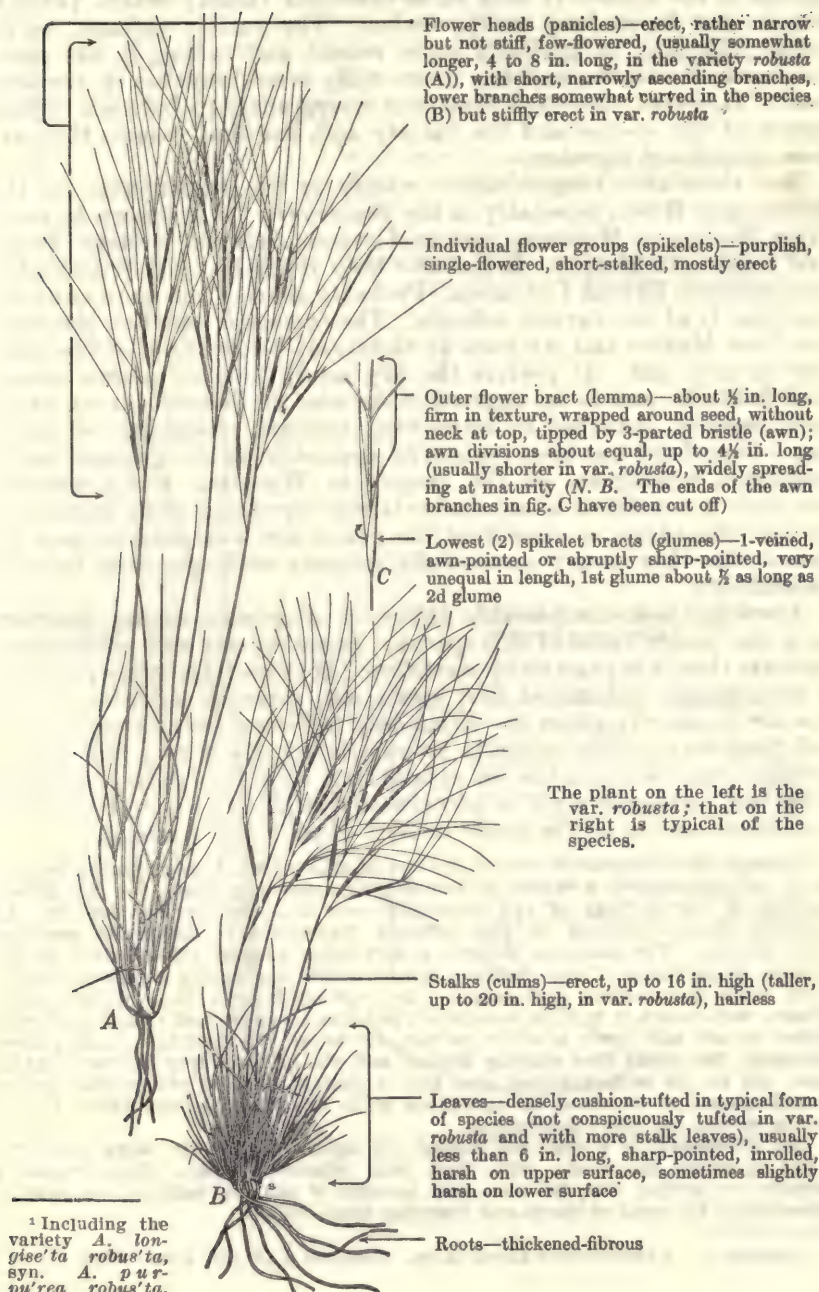 Flower heads (panicles)—erect, rather narrow
but not stiff, few-flowered, (usually somewhat
longer, 4 to 8 in. long, in the variety robusta
(A)), with short, narrowly ascending branches,
lower branches somewhat curved in the species
(B) but stiffly erect in var. robusta
Individual flower groups (spikelets)—purplish,
single-flowered, short-stalked, mostly erect
Outer flower bract (lemma)—about ½ in. long,
firm in texture, wrapped around seed, without
neck at top, tipped by 3-parted bristle (awn);
awn divisions about equal, up to 4½ in. long
(usually shorter in var. robusta), widely spread-
ing at maturity (N. B. The ends of the awn
branches in fig. C have been cut off)
Lowest (2) spikelet bracts (glumes)—1-veined,
awn-pointed or abruptly sharp-pointed, very
unequal in length, 1st glume about as long as
2d glume
C
The plant on the left is the
var. robusta; that on the
right is typical of the
species.
Stalks (culms)—erect, up to 16 in. high (taller,
up to 20 in. high, in var. robusta), hairless
A
Leaves—densely cushion-tufted in typical form
of species (not conspicuously tufted in var.
robusta and with more stalk leaves), usually
less than 6 in. long, sharp-pointed, inrolled,
harsh on upper surface, sometimes slightly
harsh on lower surface
B
Roots—thickened-fibrous
¹ Including the
variety A. lon-
gise'ta robus'ta,
syn. A. pur-
pu'rea robus'ta.